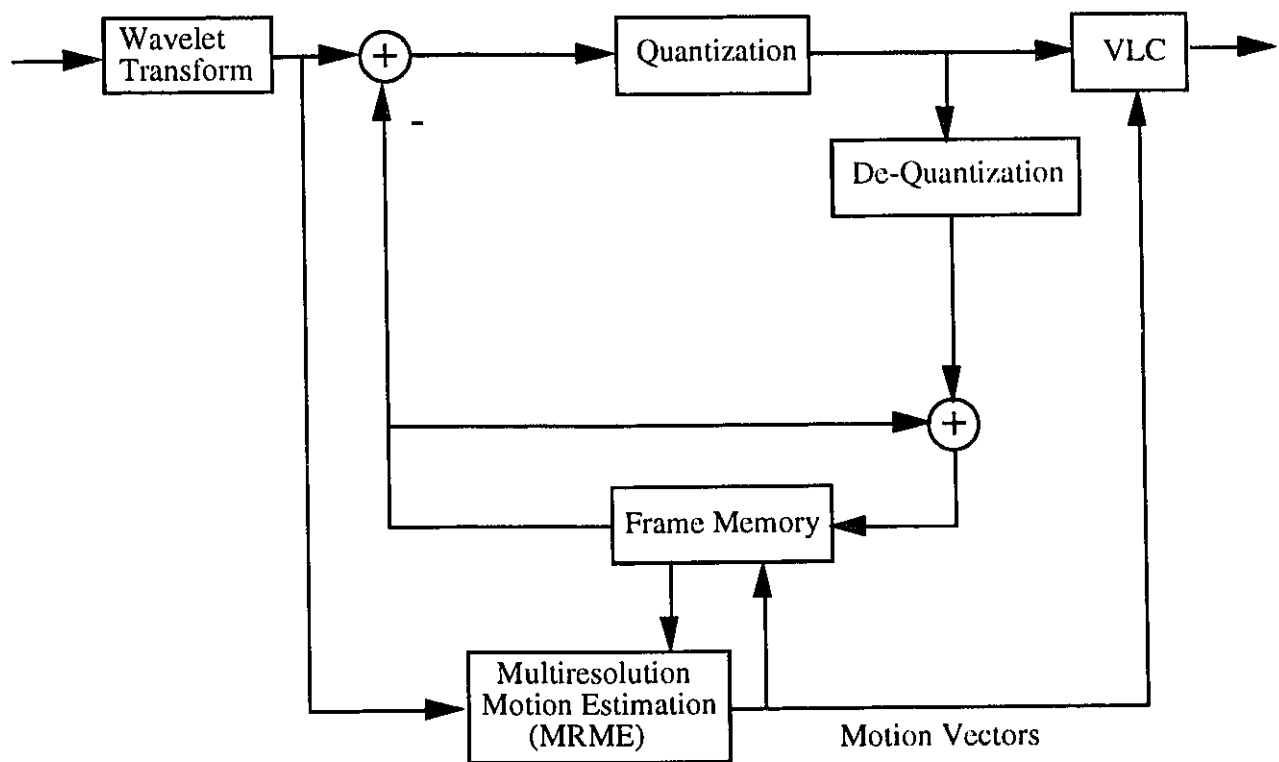 Wavelet
Transform
+
Quantization
VLC
-
De-Quantization
+
Frame Memory
Multiresolution
Motion Estimation
(MRME)
Motion Vectors